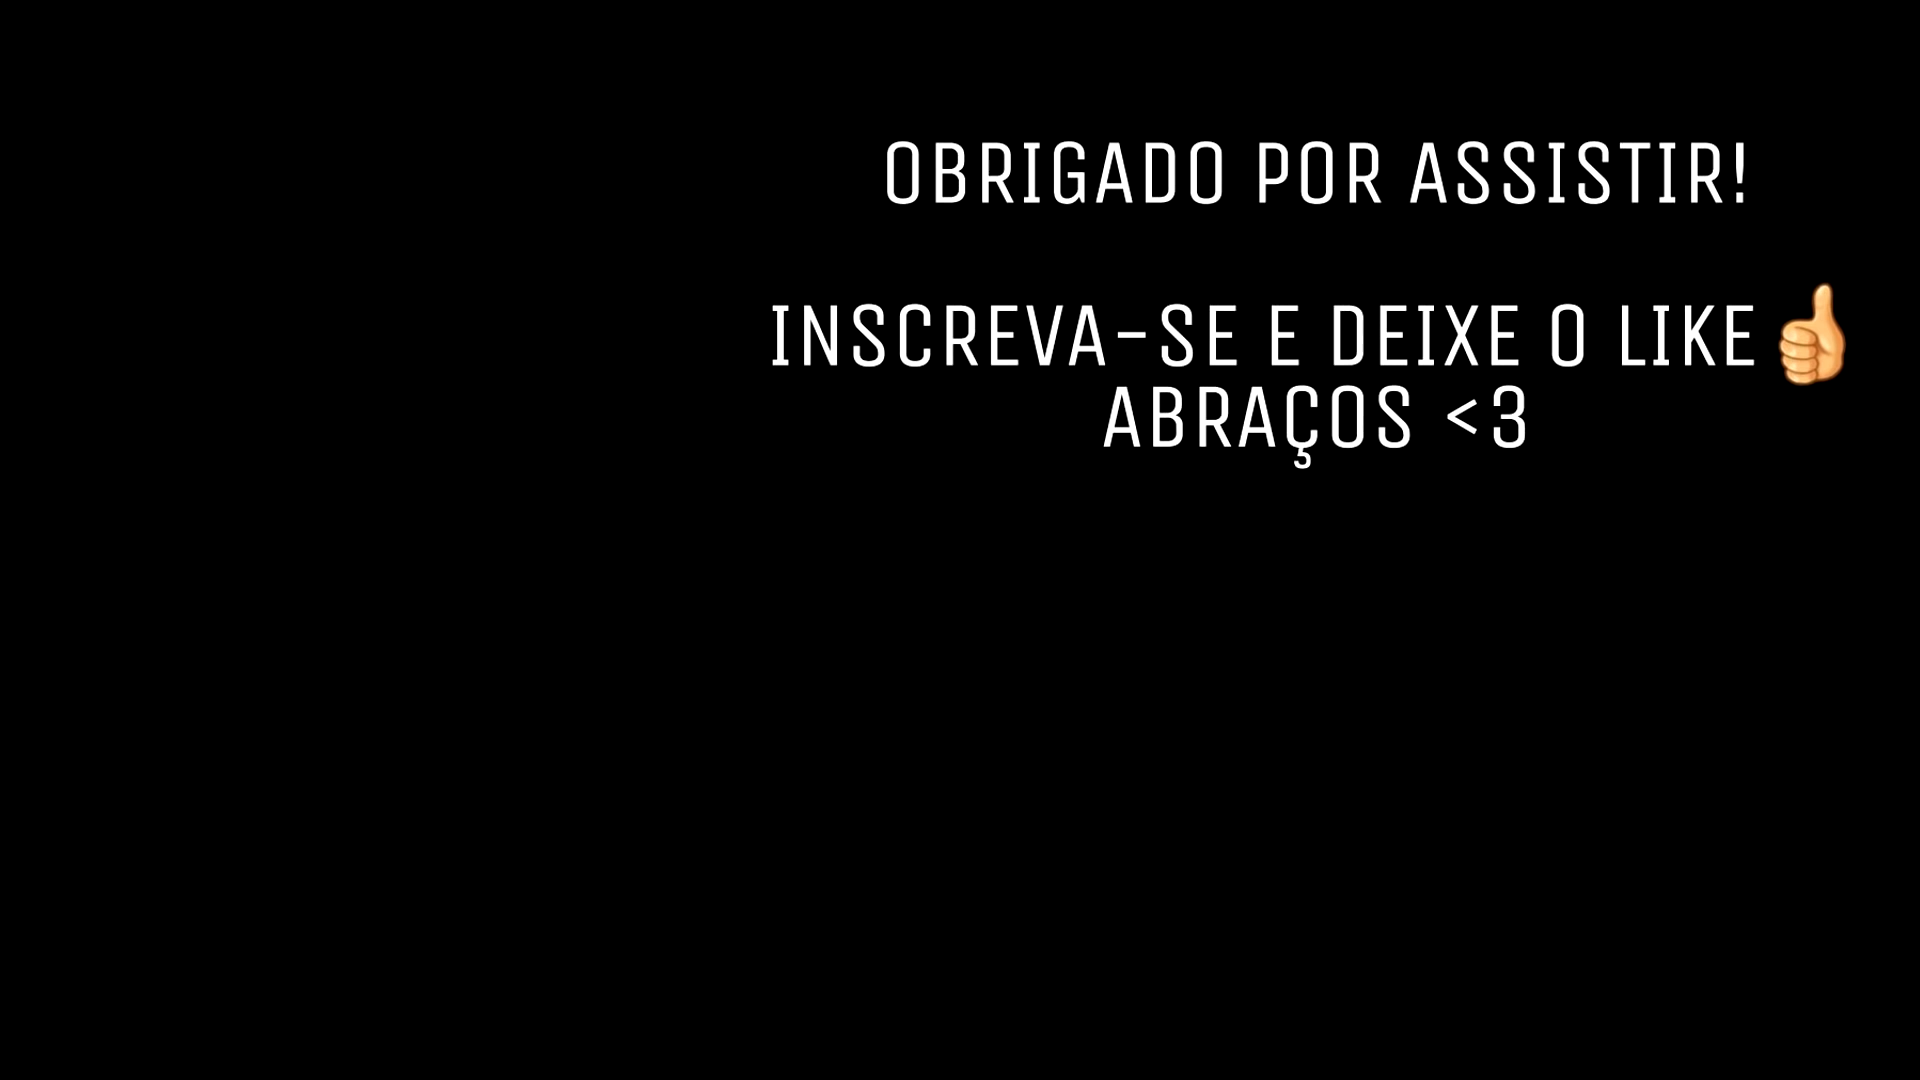 OBRIGADO POR ASSISTIR!
INSCREVA-SE E DEIXE O LIKE👍
ABRAÇOS <3